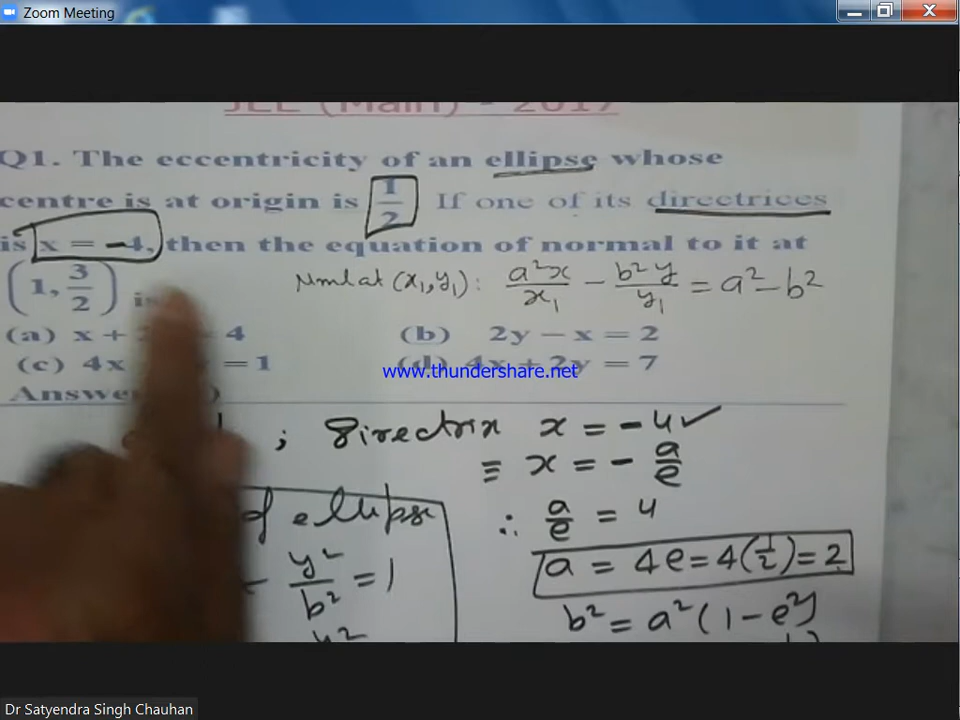 Zoom Meeting
JEE (Main) - 2017
Q1. The eccentricity of an ellipse whose
centre is at origin is 1/2 If one of its directrices
is x = -4, then the equation of normal to it at
(1, 3/2) is
Nmlat (x₁,y₁): a²x/x₁ - b²y/y₁ = a²-b²
(a) x + 4
(b) 2y − x = 2
(c) 4x = 1
(d) 4x + 2y = 7
www.thundershare.net
Answe )
; Directrix x = -4 ✓
≡ x = - a/e
∴ a/e = 4
of ellipse
a = 4e = 4(1/2) = 2
y²/b² = 1
b² = a²(1-e²)
Dr Satyendra Singh Chauhan